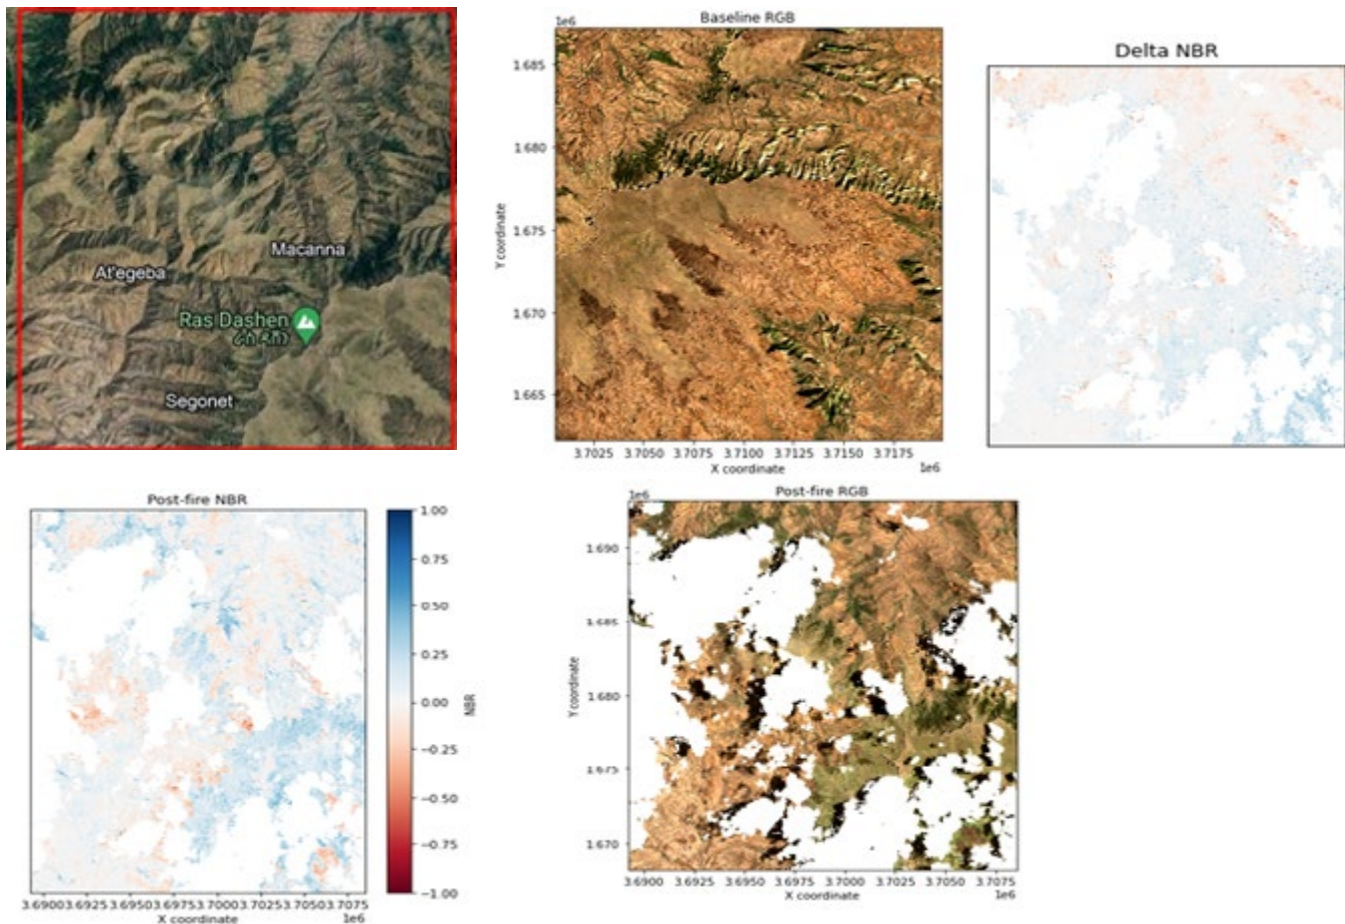 Macanna
At'egeba
Ras Dashen
ራስ ዳሸን
Segonet
Baseline RGB
1e6
1.685
1.680
1.675
1.670
1.665
Y coordinate
3.7025 3.7050 3.7075 3.7100 3.7125 3.7150 3.7175
X coordinate
1e6
Delta NBR
Post-fire NBR
1.00
0.75
0.50
0.25
0.00
−0.25
−0.50
−0.75
−1.00
NBR
3.6900 3.6925 3.6950 3.6975 3.7000 3.7025 3.7050 3.7075
X coordinate
1e6
Post-fire RGB
1e6
1.690
1.685
1.680
1.675
1.670
Y coordinate
3.6900 3.6925 3.6950 3.6975 3.7000 3.7025 3.7050 3.7075
X coordinate
1e6